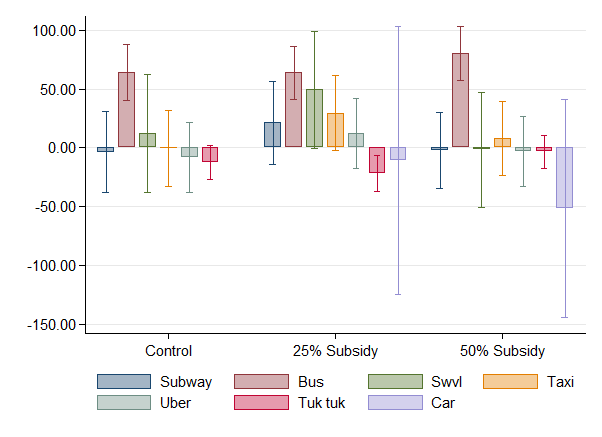 100.00
50.00
0.00
-50.00
-100.00
-150.00
Control 25% Subsidy 50% Subsidy
Subway Bus Swvl Taxi
Uber Tuk tuk Car